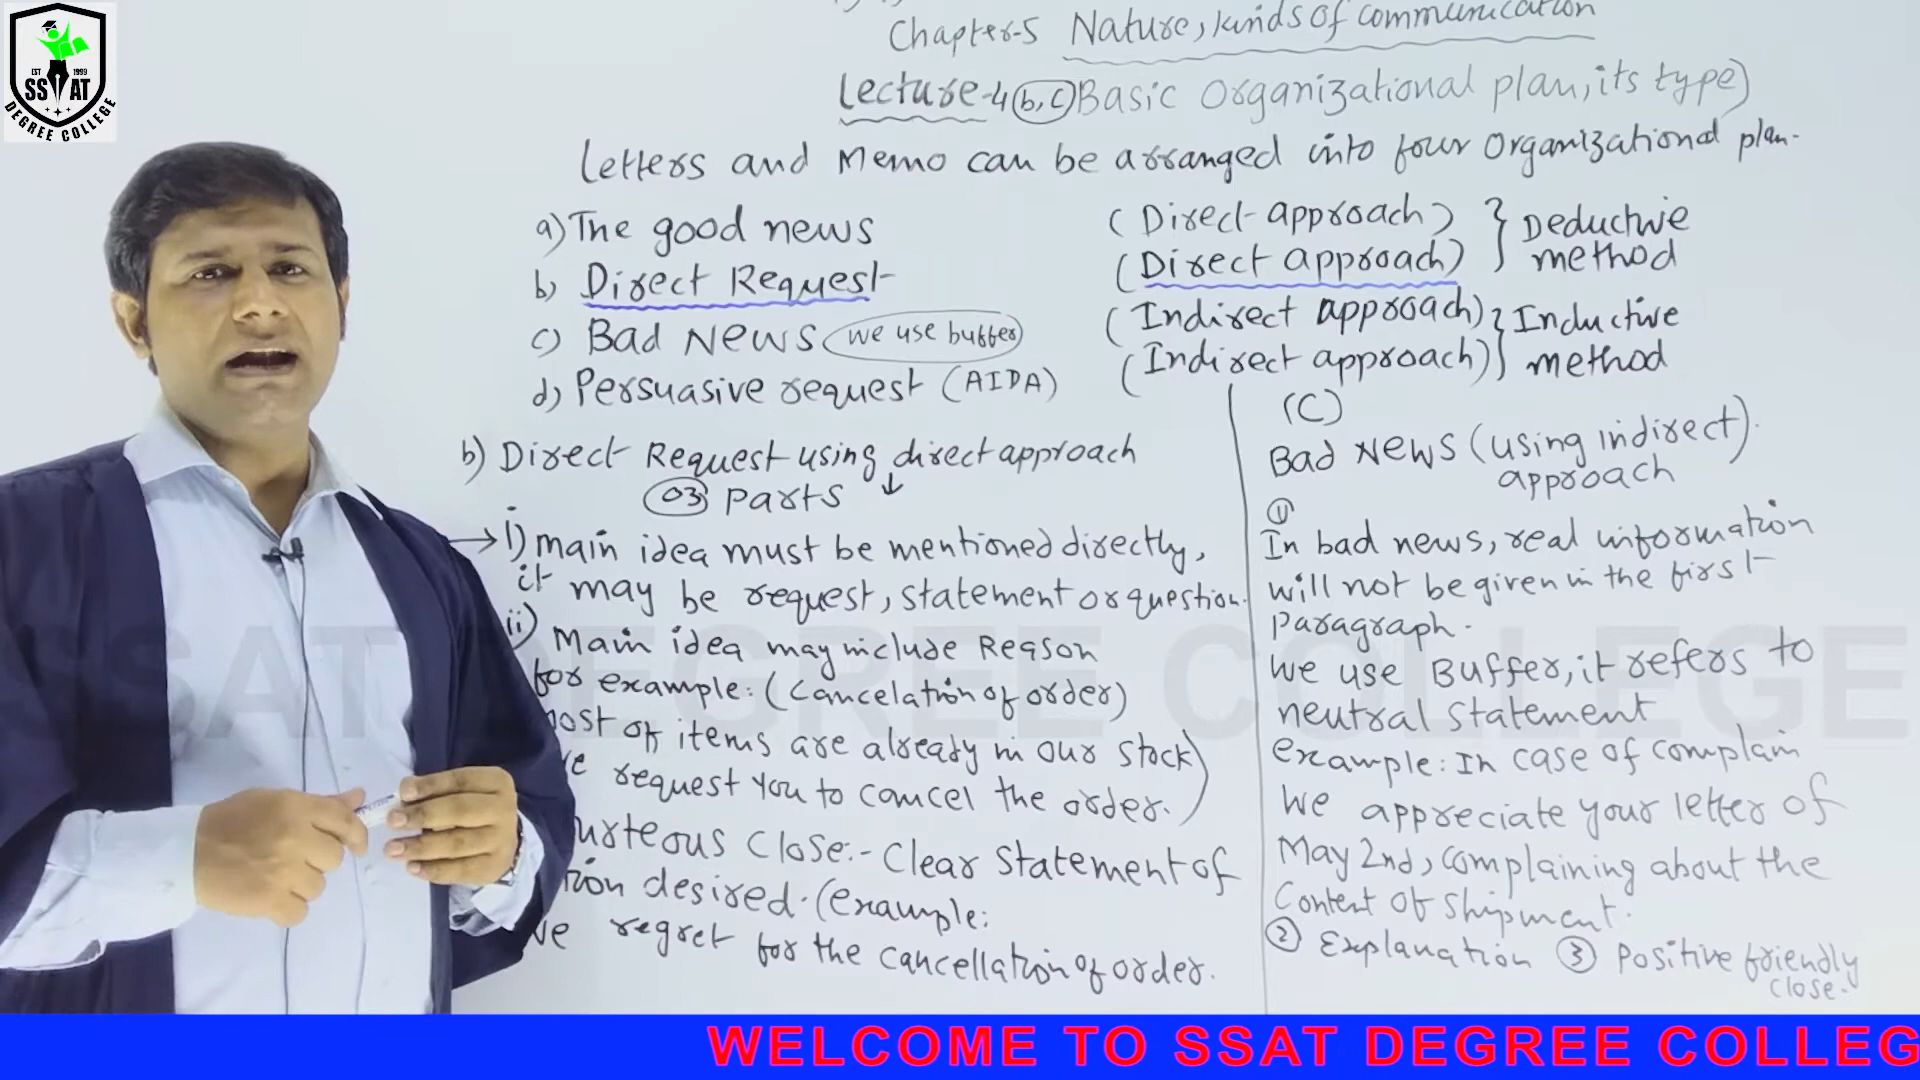 EST 1999
SSAT
DEGREE COLLEGE
Chapter-5 Nature, kinds of communication
Lecture-4 (b,c) Basic Organizational plan, its type)
Letters and Memo can be arranged into four Organizational plan.
a) The good news (Direct approach) } Deductive
b) Direct Request (Direct approach) method
c) Bad News (we use buffer) (Indirect approach) } Inductive
d) Persuasive request (AIDA) (Indirect approach) method
b) Direct Request using direct approach
03 parts ↓
→ i) main idea must be mentioned directly,
it may be request, statement or question.
ii) Main idea may include Reason
for example: (Cancelation of order)
most of items are already in our stock
request you to cancel the order.)
Close:- Clear statement of
desired. (example:
regret for the cancellation of order.
(C)
Bad News (using indirect)
approach
①
In bad news, real information
will not be given in the first
paragraph.
We use Buffer, it refers to
neutral statement
example: In case of complain
We appreciate your letter of
May 2nd, complaining about the
Content of shipment.
② Explanation ③ Positive friendly
close.
SSAT DEGREE COLLEGE
WELCOME TO SSAT DEGREE COLLEG